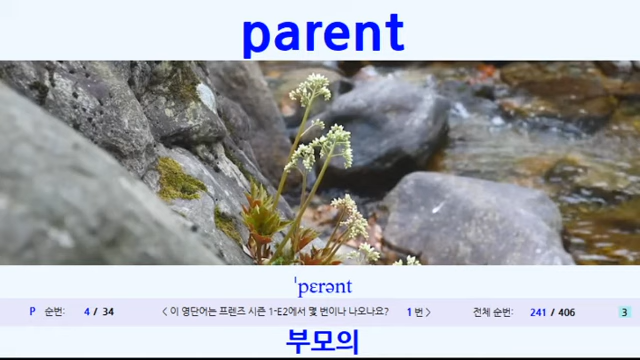 parent
ˈpɛrənt
P 순번: 4 / 34 < 이 영단어는 프렌즈 시즌 1-E2에서 몇 번이나 나오나요? 1 번 > 전체 순번: 241 / 406 3
부모의